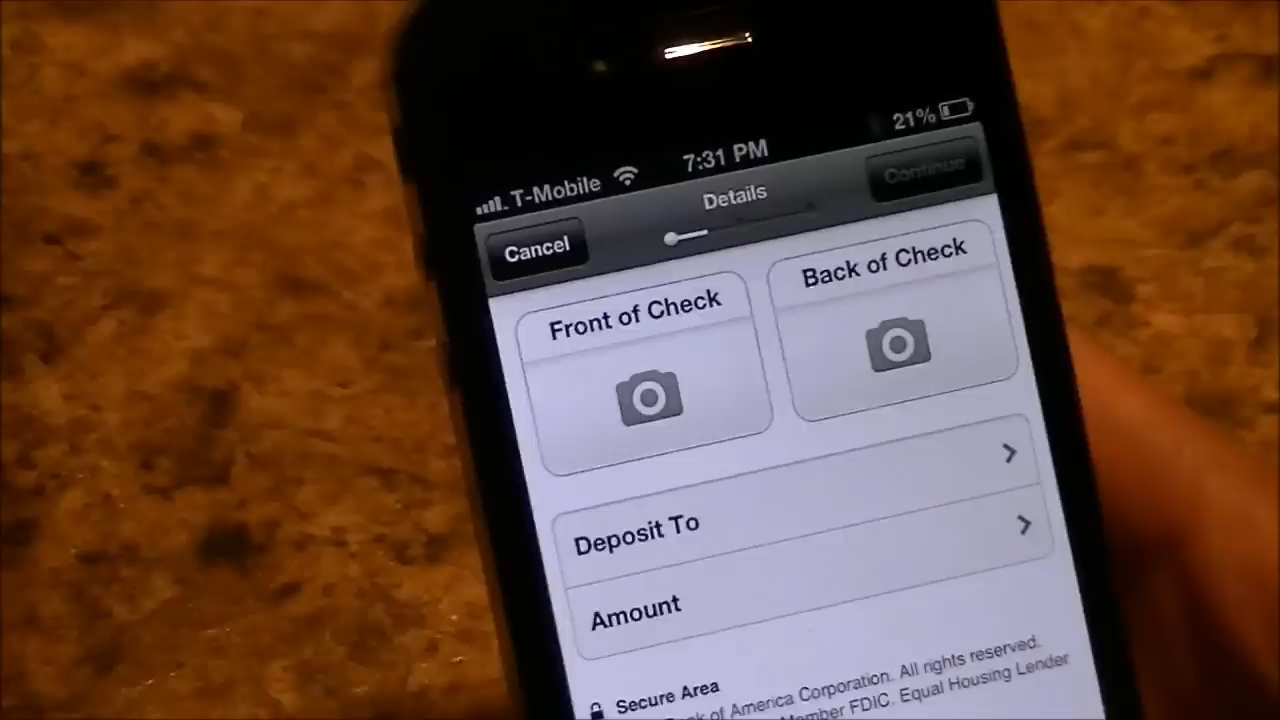 T-Mobile 7:31 PM 21%
Cancel Details Continue
Front of Check Back of Check
Deposit To
Amount
Secure Area
of America Corporation. All rights reserved.
Member FDIC. Equal Housing Lender